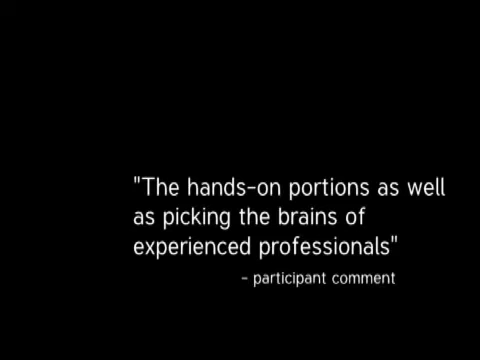 "The hands-on portions as well
as picking the brains of
experienced professionals"
- participant comment